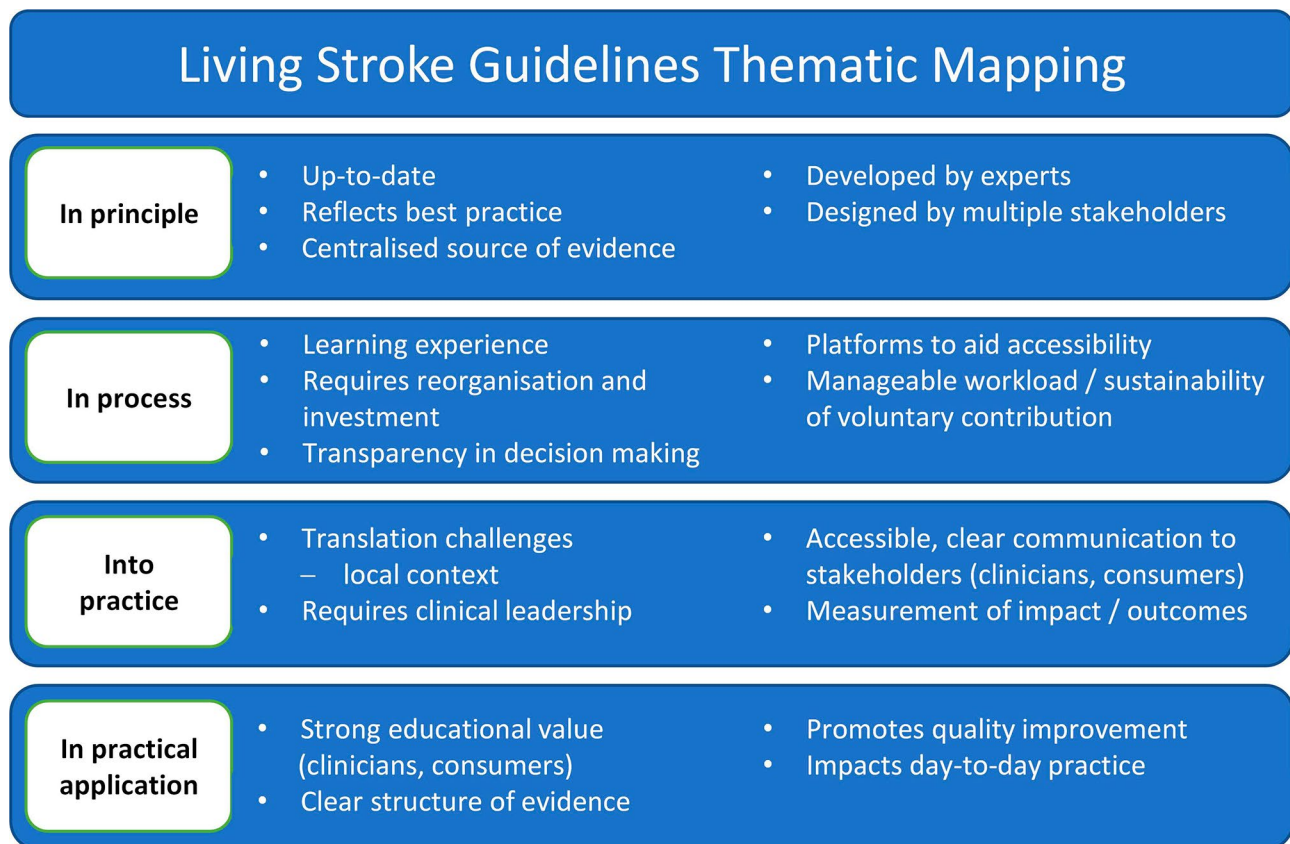 Living Stroke Guidelines Thematic Mapping
In principle
• Up-to-date
• Reflects best practice
• Centralised source of evidence
• Developed by experts
• Designed by multiple stakeholders
In process
• Learning experience
• Requires reorganisation and
investment
• Transparency in decision making
• Platforms to aid accessibility
• Manageable workload / sustainability
of voluntary contribution
Into
practice
• Translation challenges
– local context
• Requires clinical leadership
• Accessible, clear communication to
stakeholders (clinicians, consumers)
• Measurement of impact / outcomes
In practical
application
• Strong educational value
(clinicians, consumers)
• Clear structure of evidence
• Promotes quality improvement
• Impacts day-to-day practice